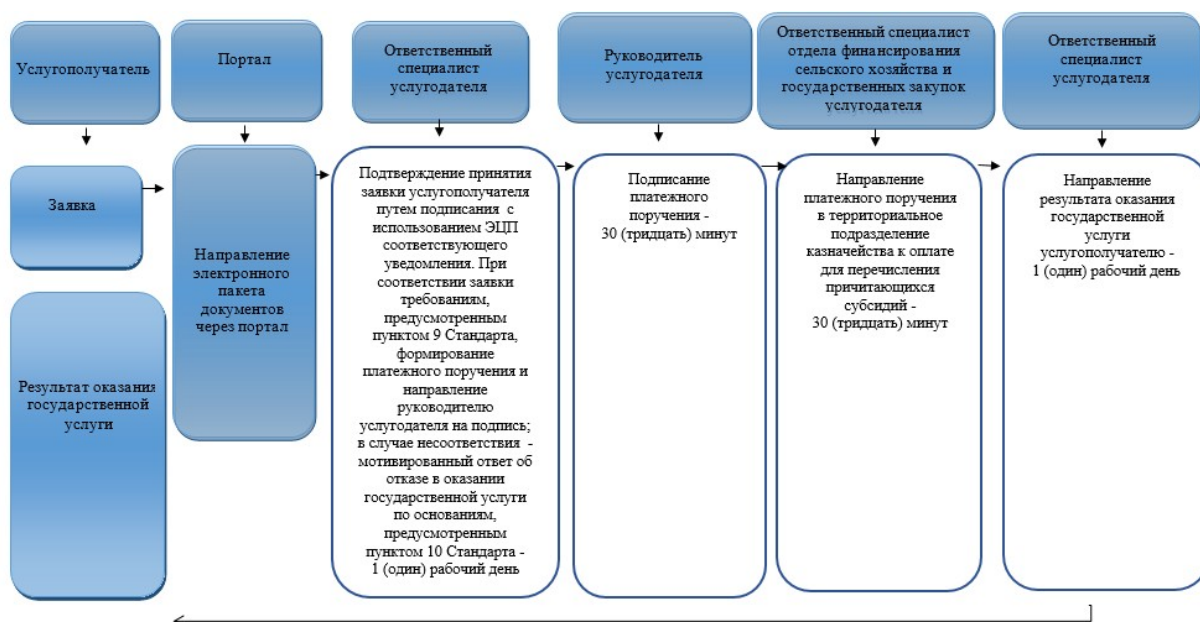 Услугополучатель
Портал
Ответственный
специалист
услугодателя
Руководитель
услугодателя
Ответственный специалист
отдела финансирования
сельского хозяйства и
государственных закупок
услугодателя
Ответственный
специалист
услугодателя
Заявка
Направление
электронного
пакета
документов
через портал
Подтверждение принятия
заявки услугополучателя
путем подписания с
использованием ЭЦП
соответствующего
уведомления. При
соответствии заявки
требованиям,
предусмотренным
пунктом 9 Стандарта,
формирование
платежного поручения и
направление
руководителю
услугодателя на подпись;
в случае несоответствия -
мотивированный ответ об
отказе в оказании
государственной услуги
по основаниям,
предусмотренным
пунктом 10 Стандарта -
1 (один) рабочий день
Подписание
платежного
поручения -
30 (тридцать) минут
Направление
платежного поручения
в территориальное
подразделение
казначейства к оплате
для перечисления
причитающихся
субсидий -
30 (тридцать) минут
Направление
результата оказания
государственной
услуги
услугополучателю -
1 (один) рабочий день
Результат оказания
государственной
услуги